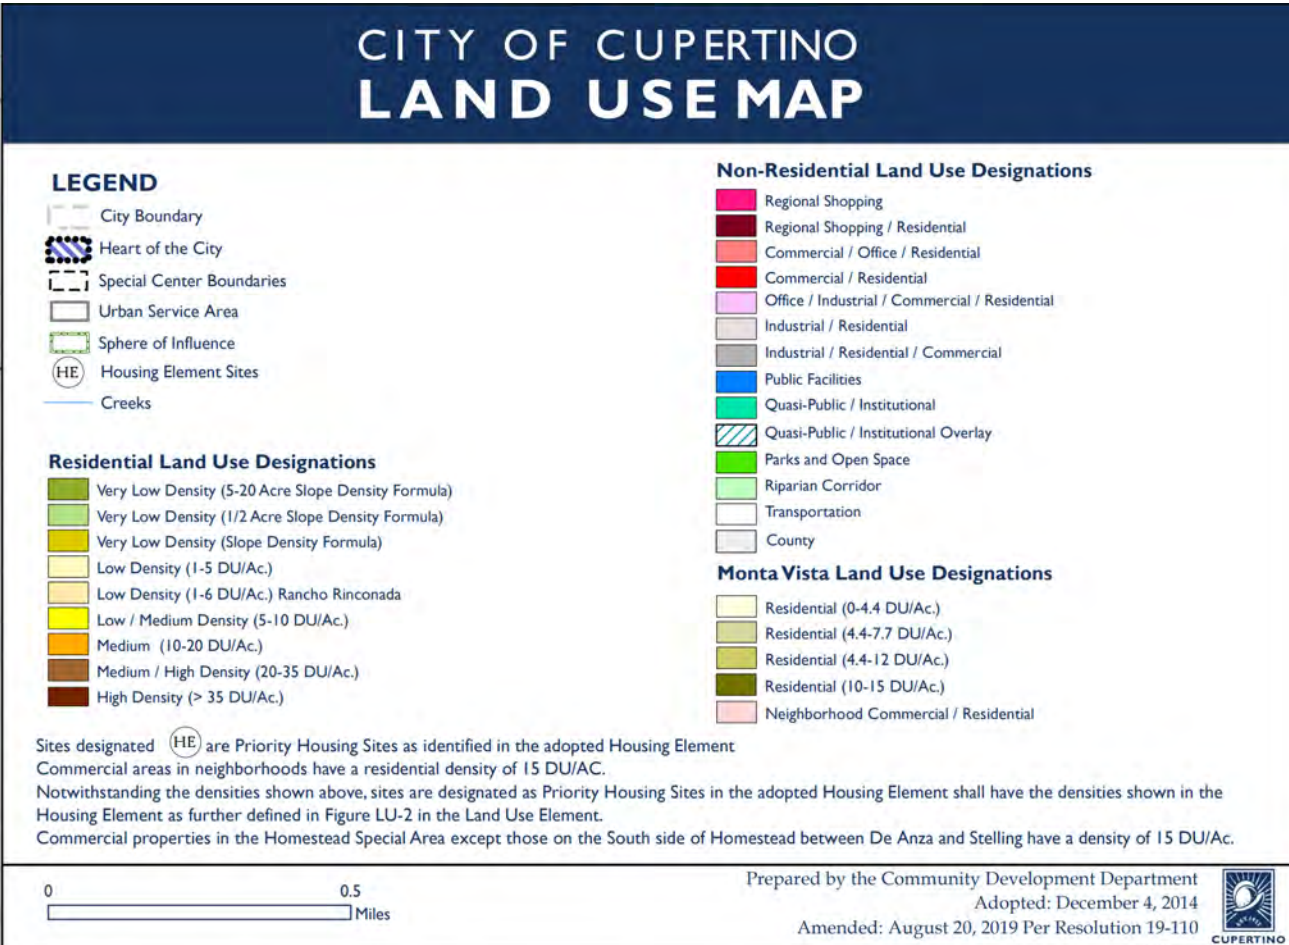 CITY OF CUPERTINO
LAND USE MAP
LEGEND
City Boundary
Heart of the City
Special Center Boundaries
Urban Service Area
Sphere of Influence
HE Housing Element Sites
Creeks
Residential Land Use Designations
Very Low Density (5-20 Acre Slope Density Formula)
Very Low Density (1/2 Acre Slope Density Formula)
Very Low Density (Slope Density Formula)
Low Density (1-5 DU/Ac.)
Low Density (1-6 DU/Ac.) Rancho Rinconada
Low / Medium Density (5-10 DU/Ac.)
Medium (10-20 DU/Ac.)
Medium / High Density (20-35 DU/Ac.)
High Density (> 35 DU/Ac.)
Non-Residential Land Use Designations
Regional Shopping
Regional Shopping / Residential
Commercial / Office / Residential
Commercial / Residential
Office / Industrial / Commercial / Residential
Industrial / Residential
Industrial / Residential / Commercial
Public Facilities
Quasi-Public / Institutional
Quasi-Public / Institutional Overlay
Parks and Open Space
Riparian Corridor
Transportation
County
Monta Vista Land Use Designations
Residential (0-4.4 DU/Ac.)
Residential (4.4-7.7 DU/Ac.)
Residential (4.4-12 DU/Ac.)
Residential (10-15 DU/Ac.)
Neighborhood Commercial / Residential
Sites designated HE are Priority Housing Sites as identified in the adopted Housing Element
Commercial areas in neighborhoods have a residential density of 15 DU/AC.
Notwithstanding the densities shown above, sites are designated as Priority Housing Sites in the adopted Housing Element shall have the densities shown in the
Housing Element as further defined in Figure LU-2 in the Land Use Element.
Commercial properties in the Homestead Special Area except those on the South side of Homestead between De Anza and Stelling have a density of 15 DU/Ac.
0 0.5
Miles
Prepared by the Community Development Department
Adopted: December 4, 2014
Amended: August 20, 2019 Per Resolution 19-110
CUPERTINO